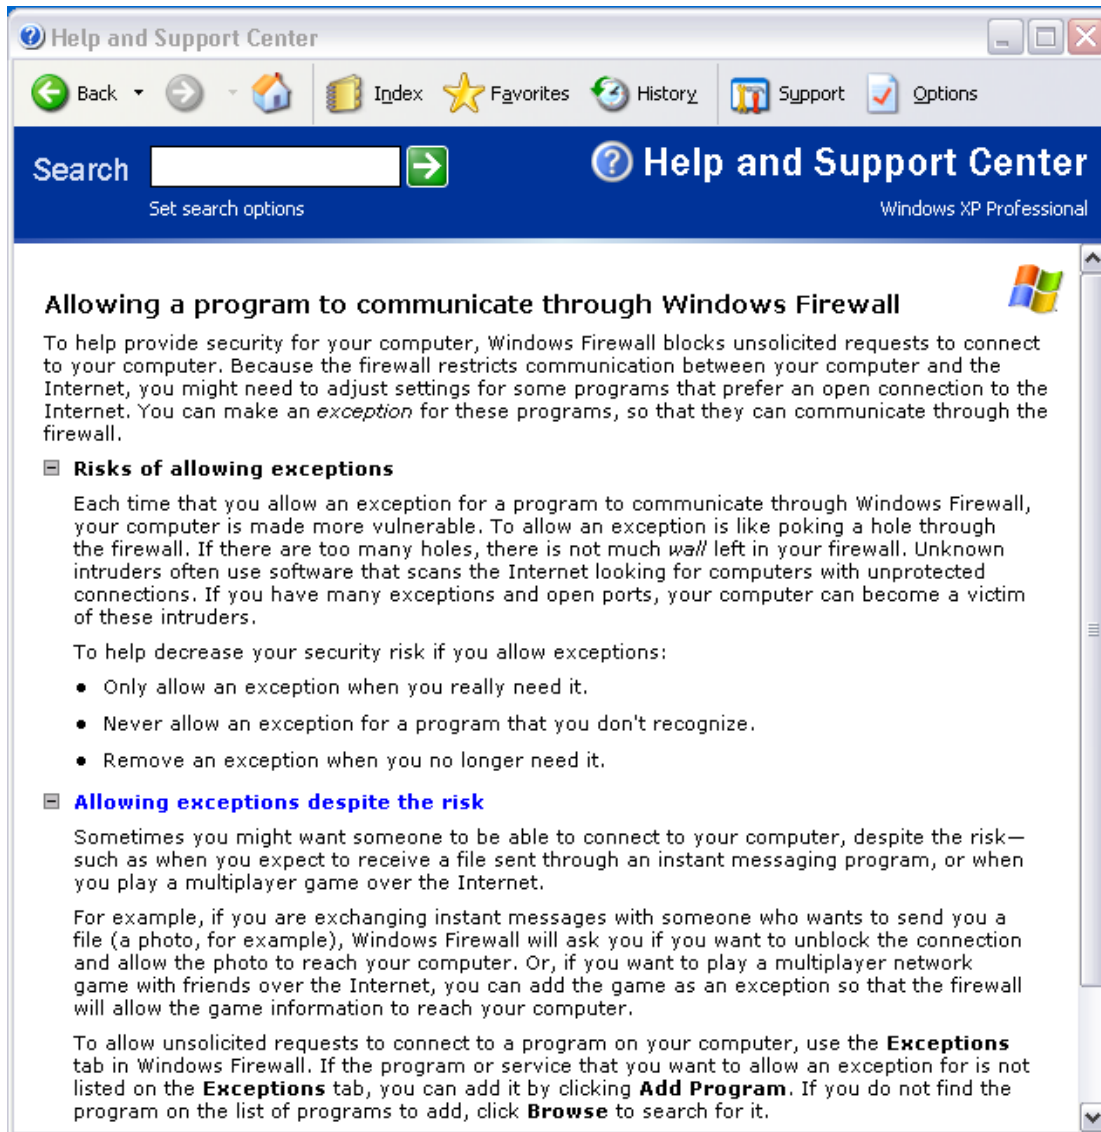 Help and Support Center
Back
Index
Favorites
History
Support
Options
Search
Help and Support Center
Set search options
Windows XP Professional
Allowing a program to communicate through Windows Firewall
To help provide security for your computer, Windows Firewall blocks unsolicited requests to connect
to your computer. Because the firewall restricts communication between your computer and the
Internet, you might need to adjust settings for some programs that prefer an open connection to the
Internet. You can make an exception for these programs, so that they can communicate through the
firewall.
Risks of allowing exceptions
Each time that you allow an exception for a program to communicate through Windows Firewall,
your computer is made more vulnerable. To allow an exception is like poking a hole through
the firewall. If there are too many holes, there is not much wall left in your firewall. Unknown
intruders often use software that scans the Internet looking for computers with unprotected
connections. If you have many exceptions and open ports, your computer can become a victim
of these intruders.
To help decrease your security risk if you allow exceptions:
• Only allow an exception when you really need it.
• Never allow an exception for a program that you don't recognize.
• Remove an exception when you no longer need it.
Allowing exceptions despite the risk
Sometimes you might want someone to be able to connect to your computer, despite the risk—
such as when you expect to receive a file sent through an instant messaging program, or when
you play a multiplayer game over the Internet.
For example, if you are exchanging instant messages with someone who wants to send you a
file (a photo, for example), Windows Firewall will ask you if you want to unblock the connection
and allow the photo to reach your computer. Or, if you want to play a multiplayer network
game with friends over the Internet, you can add the game as an exception so that the firewall
will allow the game information to reach your computer.
To allow unsolicited requests to connect to a program on your computer, use the Exceptions
tab in Windows Firewall. If the program or service that you want to allow an exception for is not
listed on the Exceptions tab, you can add it by clicking Add Program. If you do not find the
program on the list of programs to add, click Browse to search for it.